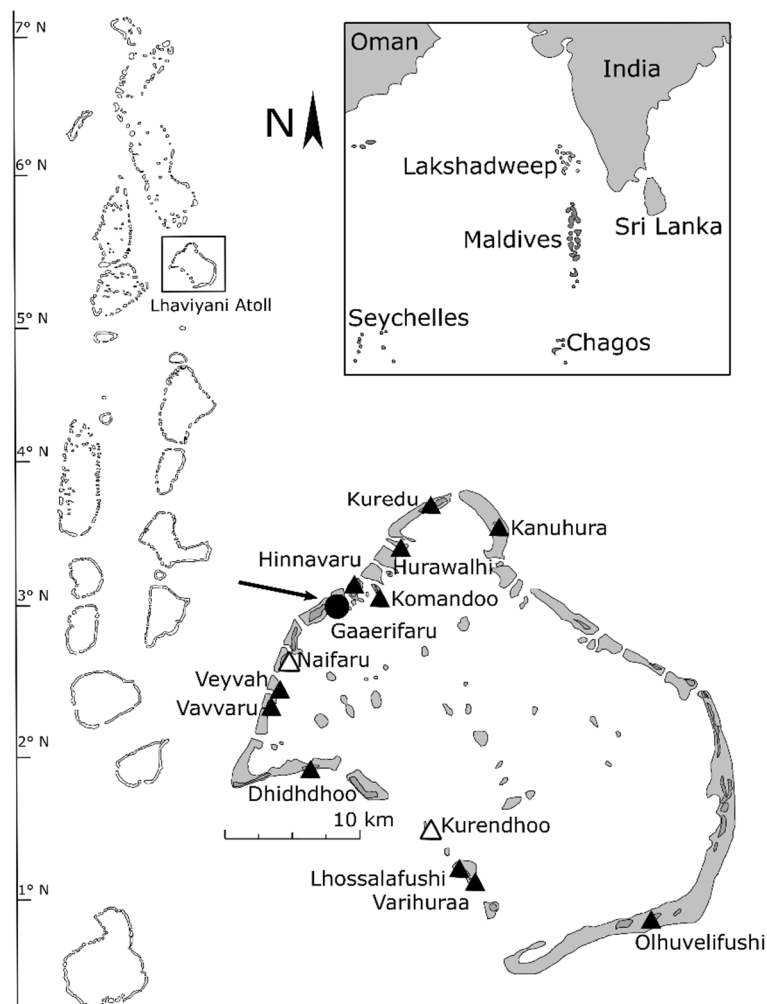 7° N
6° N
5° N
4° N
3° N
2° N
1° N
Lhaviyani Atoll
N
Oman
India
Lakshadweep
Sri Lanka
Maldives
Seychelles
Chagos
Kuredu
Kanuhura
Hinnavaru
Hurawalhi
Komandoo
Gaaerifaru
Naifaru
Veyvah
Vavvaru
Dhidhdhoo
10 km
Kurendhoo
Lhossalafushi
Varihuraa
Olhuvelifushi